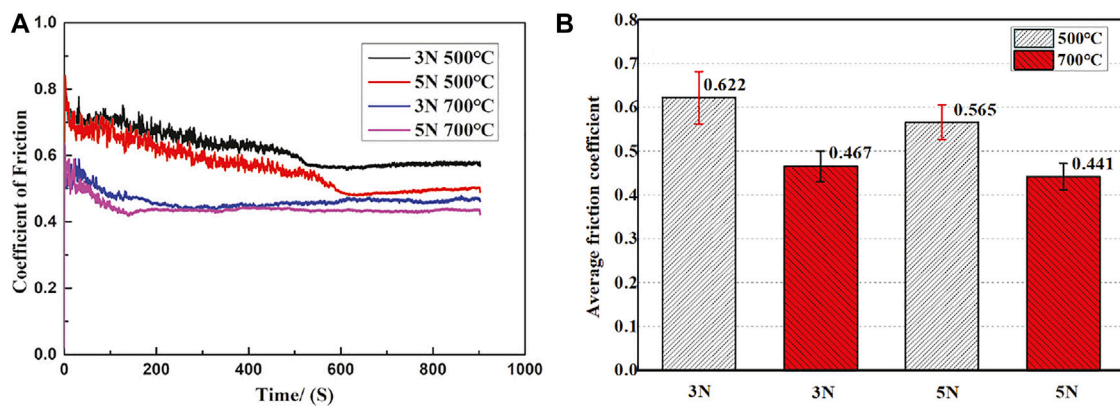 A
1.0
0.8
0.6
0.4
0.2
0.0
Coefficient of Friction
3N 500°C
5N 500°C
3N 700°C
5N 700°C
0 200 400 600 800 1000
Time/ (S)
B
0.8
0.7
0.6
0.5
0.4
0.3
0.2
0.1
0.0
Average friction coefficient
500°C
700°C
0.622
0.467
0.565
0.441
3N 3N 5N 5N